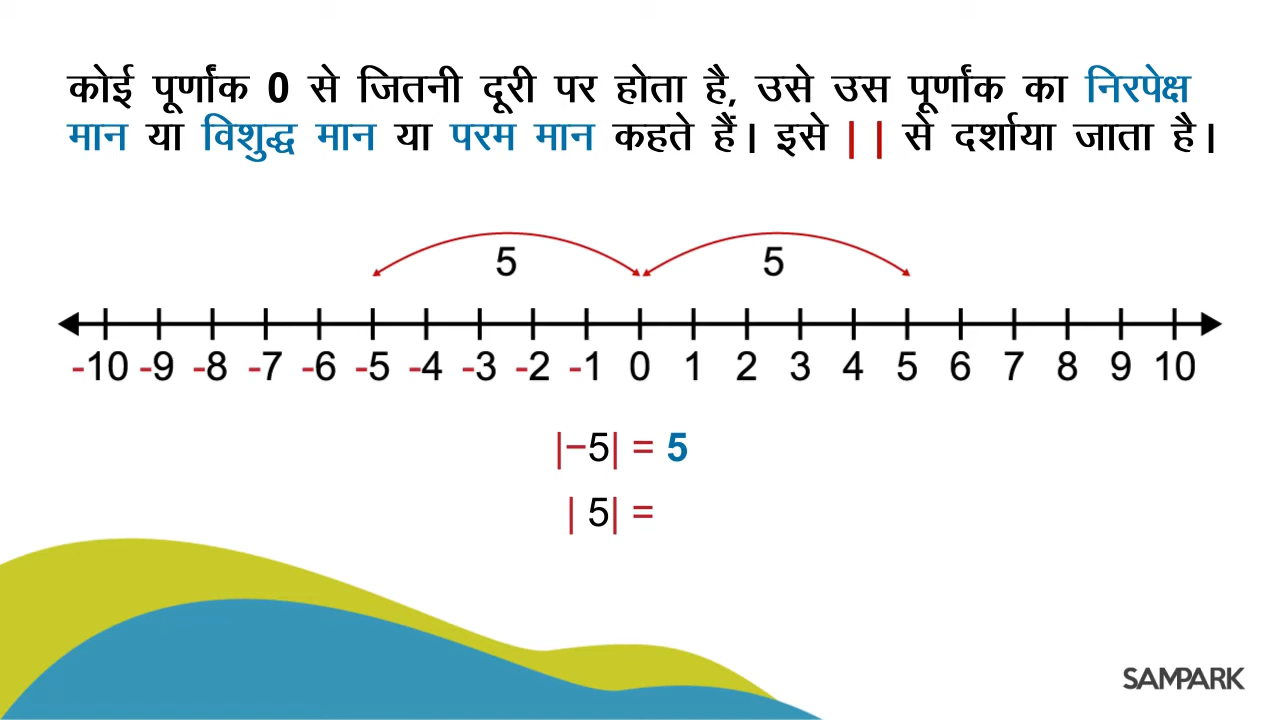 कोई पूर्णांक 0 से जितनी दूरी पर होता है, उसे उस पूर्णांक का निरपेक्ष
मान या विशुद्ध मान या परम मान कहते हैं। इसे | | से दर्शाया जाता है।
5 5
-10 -9 -8 -7 -6 -5 -4 -3 -2 -1 0 1 2 3 4 5 6 7 8 9 10
|−5| = 5
| 5| =
SAMPARK